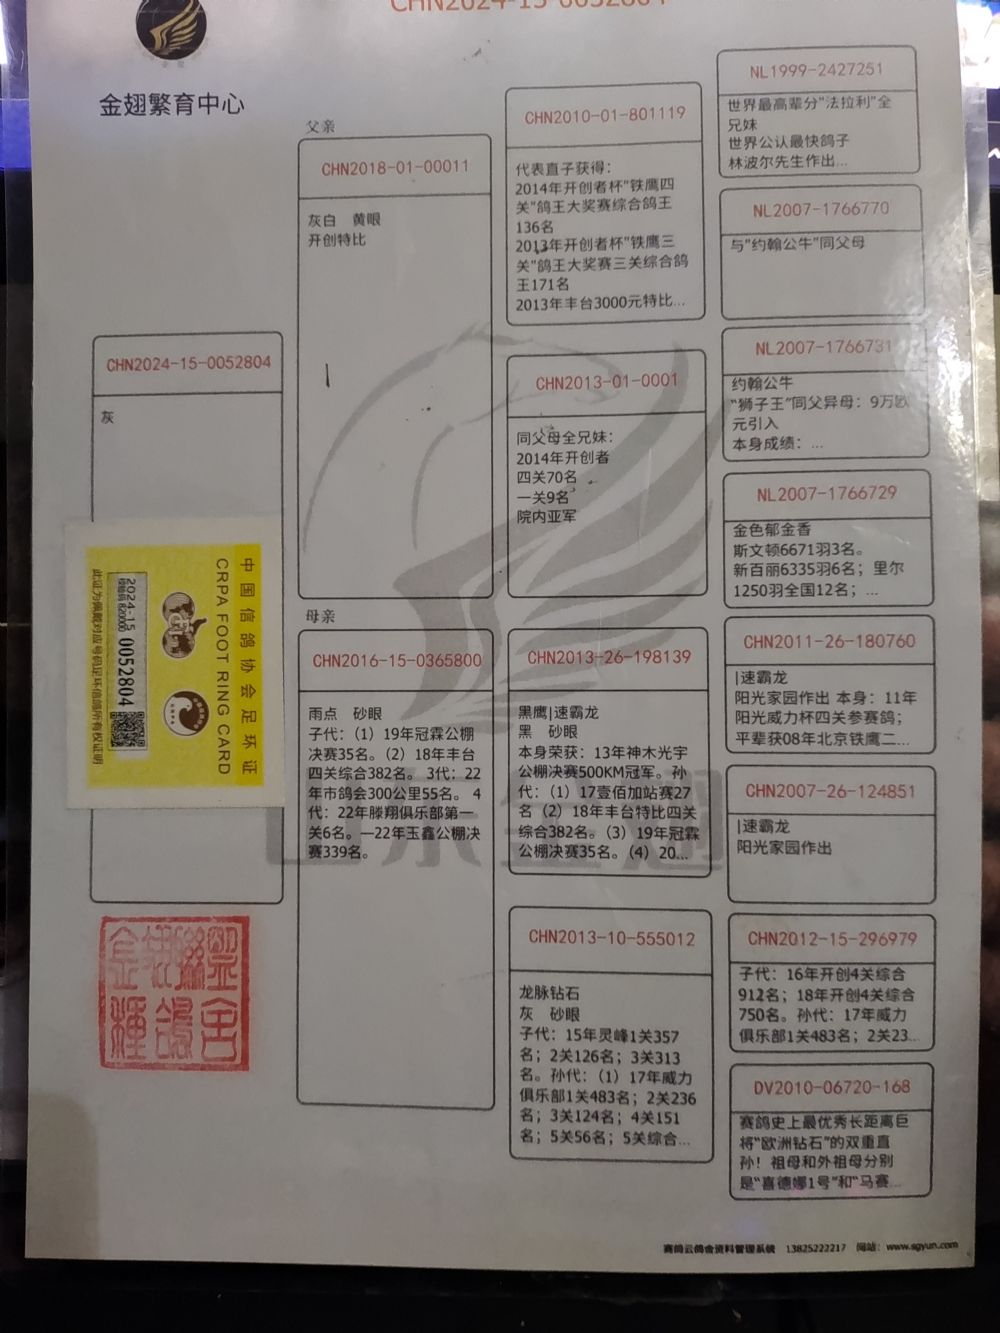 CHN2024-15-0052804
金翅繁育中心
CHN2024-15-0052804
灰
中国信鸽协会足环证
CRPA FOOT RING CARD
2024-15 0052804
此证为佩戴对应号码足环信鸽所有权证明
父亲
CHN2018-01-00011
灰白 黄眼
开创特比
母亲
CHN2016-15-0365800
雨点 砂眼
子代：（1）19年冠霖公棚
决赛35名。（2）18年丰台
四关综合382名。 3代：22
年市鸽会300公里55名。 4
代：22年滕翔俱乐部第一
关6名。—22年玉鑫公棚决
赛339名。
CHN2010-01-801119
代表直子获得：
2014年开创者杯"铁鹰四
关"鸽王大奖赛综合鸽王
136名
2013年开创者杯"铁鹰三
关"鸽王大奖赛三关综合鸽
王171名
2013年丰台3000元特比...
CHN2013-01-0001
同父母全兄妹：
2014年开创者
四关70名
一关9名
院内亚军
CHN2013-26-198139
黑鹰|速霸龙
黑 砂眼
本身荣获：13年神木光宇
公棚决赛500KM冠军。孙
代：（1）17壹佰加站赛27
名（2）18年丰台特比四关
综合382名。（3）19年冠霖
公棚决赛35名。（4）20...
CHN2013-10-555012
龙脉钻石
灰 砂眼
子代：15年灵峰1关357
名；2关126名；3关313
名。孙代：（1）17年威力
俱乐部1关483名；2关236
名；3关124名；4关151
名；5关56名；5关综合...
NL1999-2427251
世界最高辈分"法拉利"全
兄妹
世界公认最快鸽子
林波尔先生作出...
NL2007-1766770
与"约翰公牛"同父母
NL2007-1766731
约翰公牛
"狮子王"同父异母：9万欧
元引入
本身成绩：...
NL2007-1766729
金色郁金香
斯文顿6671羽3名。
新百丽6335羽6名；里尔
1250羽全国12名；...
CHN2011-26-180760
|速霸龙
阳光家园作出 本身：11年
阳光威力杯四关参赛鸽；
平辈获08年北京铁鹰二...
CHN2007-26-124851
|速霸龙
阳光家园作出
CHN2012-15-296979
子代：16年开创4关综合
912名；18年开创4关综合
750名。孙代：17年威力
俱乐部1关483名；2关23...
DV2010-06720-168
赛鸽史上最优秀长距离巨
将"欧洲钻石"的双重直
孙！祖母和外祖母分别
是"喜德娜1号"和"马赛...
山东金翅
赛鸽云鸽舍资料管理系统 13825222217 网站：www.sgyun.com